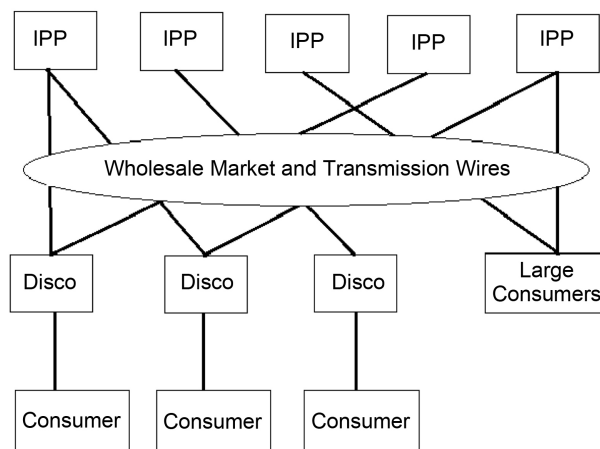 IPP
IPP
IPP
IPP
IPP
Wholesale Market and Transmission Wires
Disco
Disco
Disco
Large
Consumers
Consumer
Consumer
Consumer